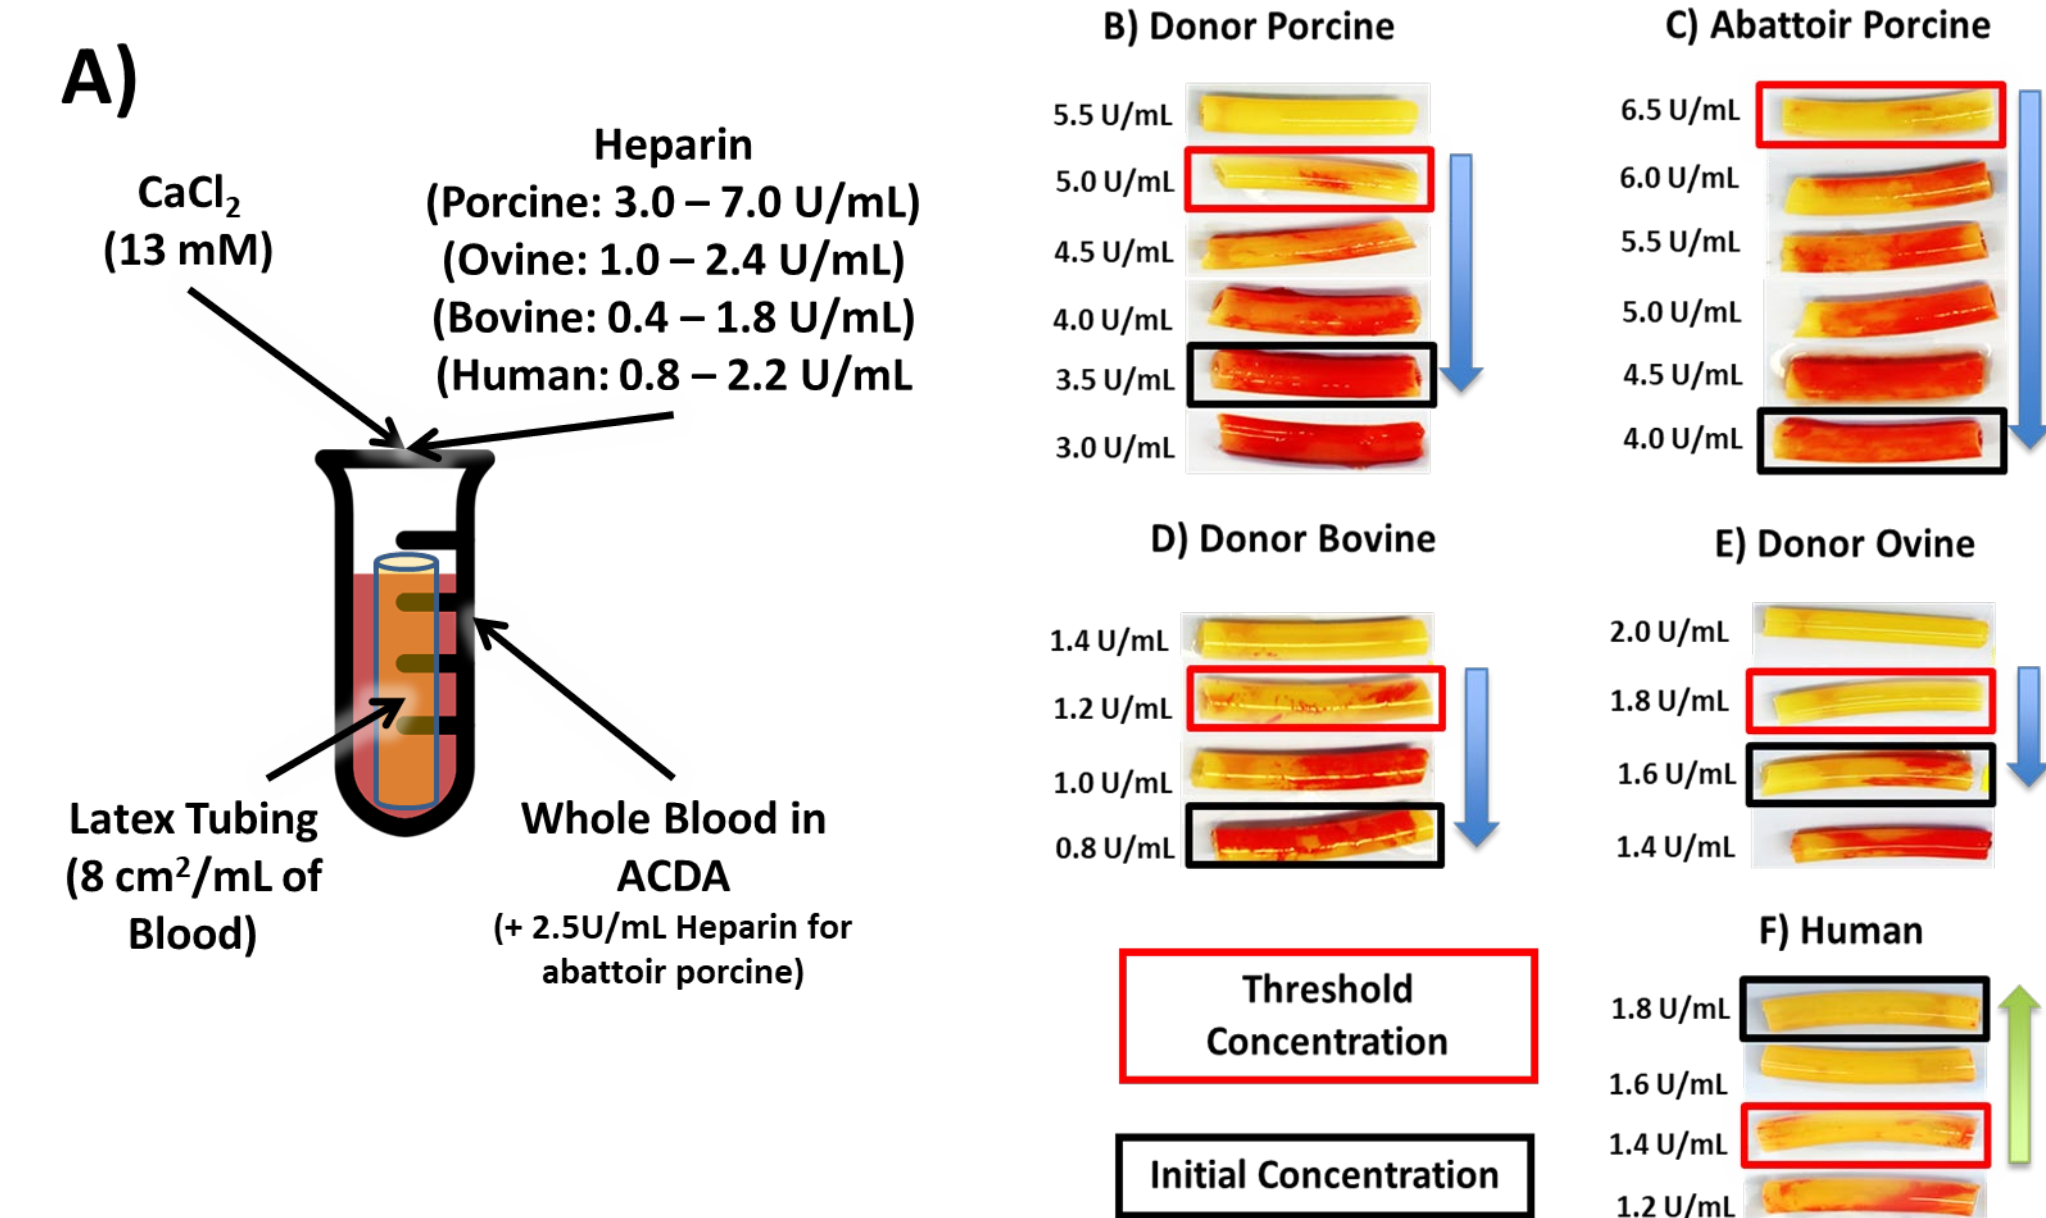 A)
CaCl2
(13 mM)
Heparin
(Porcine: 3.0 – 7.0 U/mL)
(Ovine: 1.0 – 2.4 U/mL)
(Bovine: 0.4 – 1.8 U/mL)
(Human: 0.8 – 2.2 U/mL
Latex Tubing
(8 cm²/mL of
Blood)
Whole Blood in
ACDA
(+ 2.5U/mL Heparin for
abattoir porcine)
B) Donor Porcine
5.5 U/mL
5.0 U/mL
4.5 U/mL
4.0 U/mL
3.5 U/mL
3.0 U/mL
C) Abattoir Porcine
6.5 U/mL
6.0 U/mL
5.5 U/mL
5.0 U/mL
4.5 U/mL
4.0 U/mL
D) Donor Bovine
1.4 U/mL
1.2 U/mL
1.0 U/mL
0.8 U/mL
E) Donor Ovine
2.0 U/mL
1.8 U/mL
1.6 U/mL
1.4 U/mL
Threshold
Concentration
Initial Concentration
F) Human
1.8 U/mL
1.6 U/mL
1.4 U/mL
1.2 U/mL